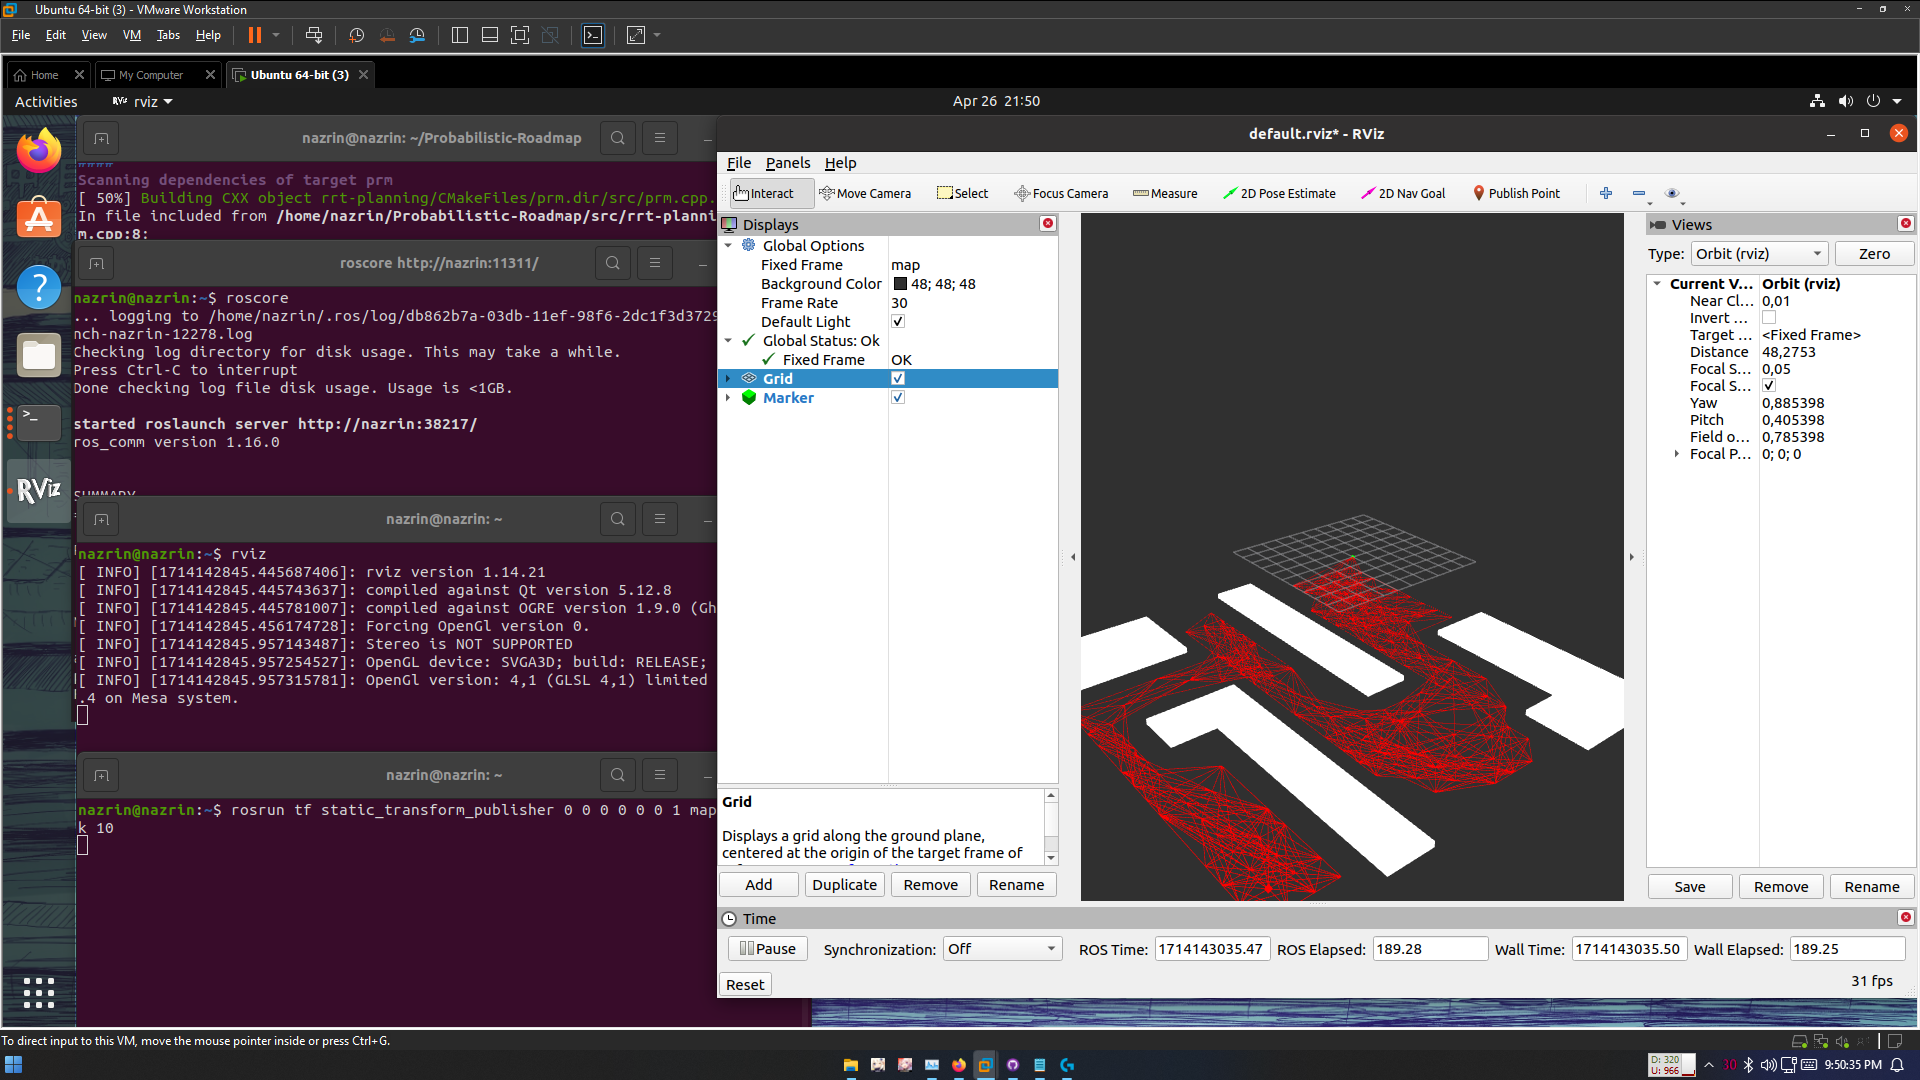 Ubuntu 64-bit (3) - VMware Workstation
File Edit View VM Tabs Help
Home My Computer Ubuntu 64-bit (3)
Activities rviz Apr 26 21:50
nazrin@nazrin: ~/Probabilistic-Roadmap
####
Scanning dependencies of target prm
[ 50%] Building CXX object rrt-planning/CMakeFiles/prm.dir/src/prm.cpp.
In file included from /home/nazrin/Probabilistic-Roadmap/src/rrt-planni
m.cpp:8:
roscore http://nazrin:11311/
nazrin@nazrin:~$ roscore
... logging to /home/nazrin/.ros/log/db862b7a-03db-11ef-98f6-2dc1f3d3729
nch-nazrin-12278.log
Checking log directory for disk usage. This may take a while.
Press Ctrl-C to interrupt
Done checking log file disk usage. Usage is <1GB.
started roslaunch server http://nazrin:38217/
ros_comm version 1.16.0
SUMMARY
nazrin@nazrin: ~
nazrin@nazrin:~$ rviz
[ INFO] [1714142845.445687406]: rviz version 1.14.21
[ INFO] [1714142845.445743637]: compiled against Qt version 5.12.8
[ INFO] [1714142845.445781007]: compiled against OGRE version 1.9.0 (Gh
[ INFO] [1714142845.456174728]: Forcing OpenGl version 0.
[ INFO] [1714142845.957143487]: Stereo is NOT SUPPORTED
[ INFO] [1714142845.957254527]: OpenGL device: SVGA3D; build: RELEASE;
[ INFO] [1714142845.957315781]: OpenGl version: 4,1 (GLSL 4,1) limited
.4 on Mesa system.
nazrin@nazrin: ~
nazrin@nazrin:~$ rosrun tf static_transform_publisher 0 0 0 0 0 0 1 map
k 10
RViz
default.rviz* - RViz
File Panels Help
Interact Move Camera Select Focus Camera Measure 2D Pose Estimate 2D Nav Goal Publish Point
Displays
Global Options
Fixed Frame map
Background Color 48; 48; 48
Frame Rate 30
Default Light
Global Status: Ok
Fixed Frame OK
Grid
Marker
Grid
Displays a grid along the ground plane,
centered at the origin of the target frame of
Add Duplicate Remove Rename
Views
Type: Orbit (rviz) Zero
Current V... Orbit (rviz)
Near Cl... 0,01
Invert ...
Target ... <Fixed Frame>
Distance 48,2753
Focal S... 0,05
Focal S...
Yaw 0,885398
Pitch 0,405398
Field o... 0,785398
Focal P... 0; 0; 0
Save Remove Rename
Time
Pause Synchronization: Off ROS Time: 1714143035.47 ROS Elapsed: 189.28 Wall Time: 1714143035.50 Wall Elapsed: 189.25
Reset 31 fps
To direct input to this VM, move the mouse pointer inside or press Ctrl+G.
D: 320
U: 966
30
9:50:35 PM